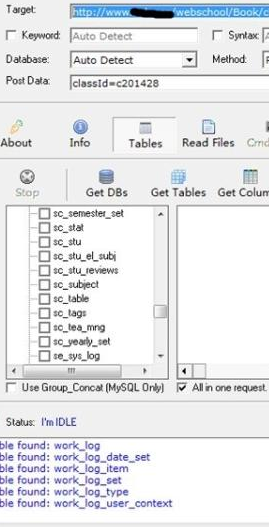 Target: http://www. /webschool/Book/c
Keyword: Auto Detect Syntax:
Database: Auto Detect Method:
Post Data: classId=c201428
About Info Tables Read Files Cmd
Stop Get DBs Get Tables Get Colum
sc_semester_set
sc_stat
sc_stu
sc_stu_el_subj
sc_stu_reviews
sc_subject
sc_table
sc_tags
sc_tea_mng
sc_yearly_set
se_sys_log
Use Group_Concat (MySQL Only) All in one request.
Status: I'm IDLE
ble found: work_log
ble found: work_log_date_set
ble found: work_log_item
ble found: work_log_set
ble found: work_log_type
ble found: work_log_user_context